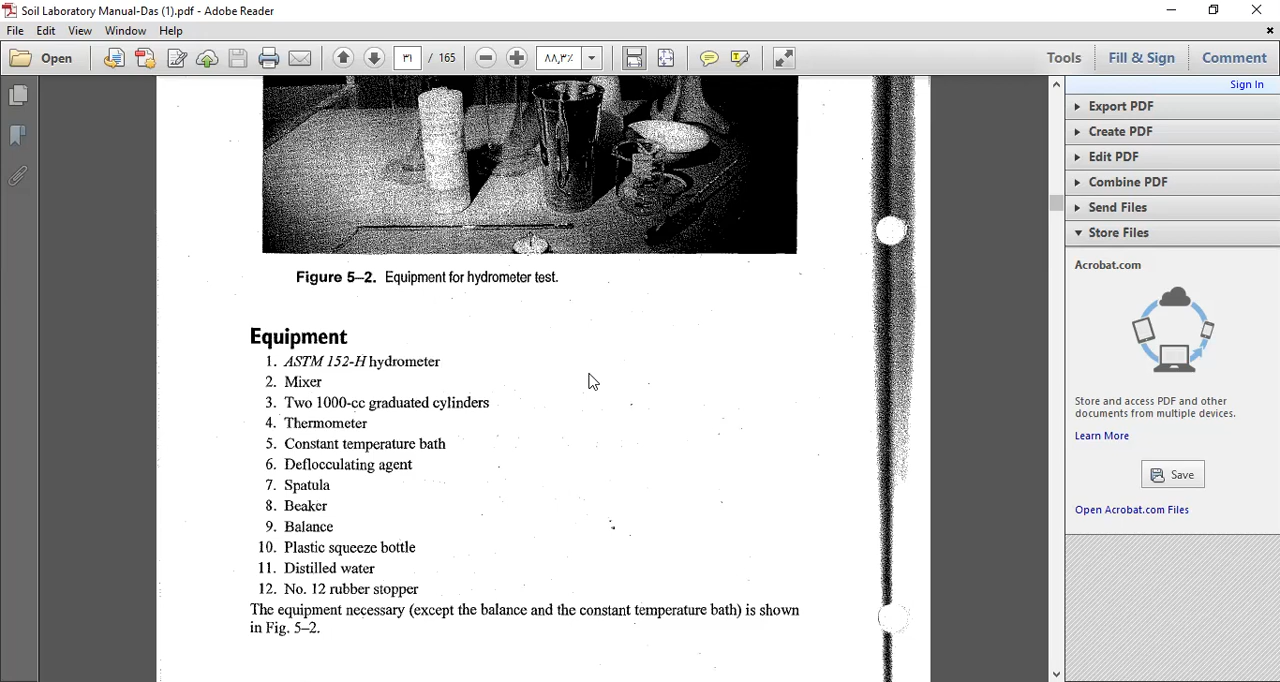 Soil Laboratory Manual-Das (1).pdf - Adobe Reader
File Edit View Window Help
Open ۳۱ / 165 ۸۸,۳٪ Tools Fill & Sign Comment
Sign In
Export PDF
Create PDF
Edit PDF
Combine PDF
Send Files
Store Files
Acrobat.com
Store and access PDF and other
documents from multiple devices.
Learn More
Save
Open Acrobat.com Files
Figure 5–2. Equipment for hydrometer test.
Equipment
1. ASTM 152-H hydrometer
2. Mixer
3. Two 1000-cc graduated cylinders
4. Thermometer
5. Constant temperature bath
6. Deflocculating agent
7. Spatula
8. Beaker
9. Balance
10. Plastic squeeze bottle
11. Distilled water
12. No. 12 rubber stopper
The equipment necessary (except the balance and the constant temperature bath) is shown
in Fig. 5–2.